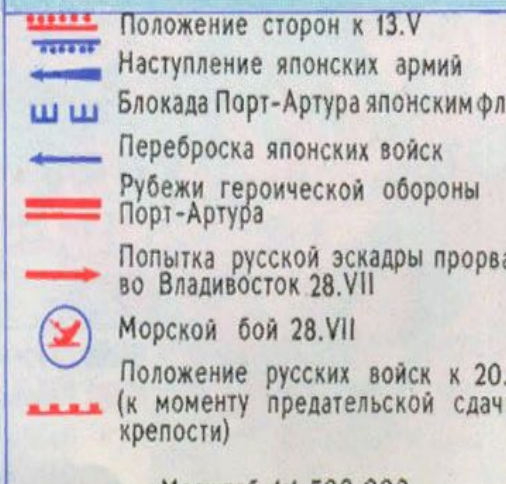 Положение сторон к 13.V
Наступление японских армий
Блокада Порт-Артура японским фл
Переброска японских войск
Рубежи героической обороны
Порт-Артура
Попытка русской эскадры прорва
во Владивосток 28.VII
Морской бой 28.VII
Положение русских войск к 20.
(к моменту предательской сдач
крепости)